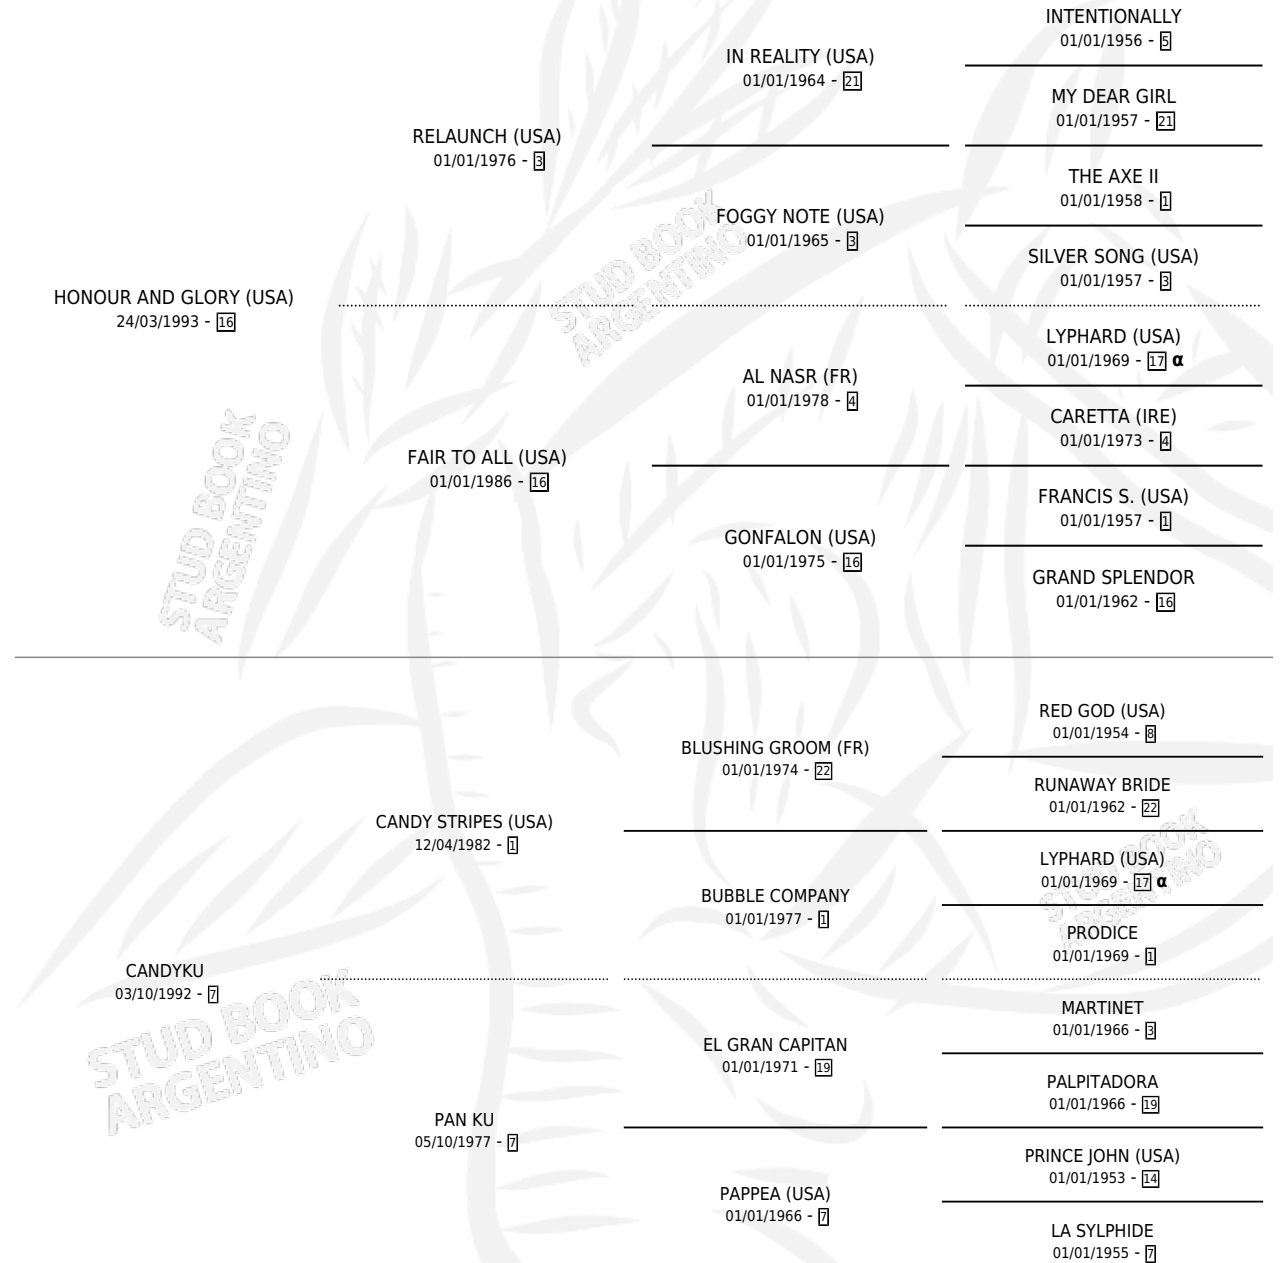 INTENTIONALLY
01/01/1956 - 5
IN REALITY (USA)
01/01/1964 - 21
MY DEAR GIRL
01/01/1957 - 21
RELAUNCH (USA)
01/01/1976 - 3
THE AXE II
01/01/1958 - 1
FOGGY NOTE (USA)
01/01/1965 - 3
SILVER SONG (USA)
01/01/1957 - 3
HONOUR AND GLORY (USA)
24/03/1993 - 16
LYPHARD (USA)
01/01/1969 - 17 α
AL NASR (FR)
01/01/1978 - 4
CARETTA (IRE)
01/01/1973 - 4
FAIR TO ALL (USA)
01/01/1986 - 16
FRANCIS S. (USA)
01/01/1957 - 1
GONFALON (USA)
01/01/1975 - 16
GRAND SPLENDOR
01/01/1962 - 16
RED GOD (USA)
01/01/1954 - 8
BLUSHING GROOM (FR)
01/01/1974 - 22
RUNAWAY BRIDE
01/01/1962 - 22
CANDY STRIPES (USA)
12/04/1982 - 1
LYPHARD (USA)
01/01/1969 - 17 α
BUBBLE COMPANY
01/01/1977 - 1
PRODICE
01/01/1969 - 1
CANDYKU
03/10/1992 - 7
MARTINET
01/01/1966 - 3
EL GRAN CAPITAN
01/01/1971 - 19
PALPITADORA
01/01/1966 - 19
PAN KU
05/10/1977 - 7
PRINCE JOHN (USA)
01/01/1953 - 14
PAPPEA (USA)
01/01/1966 - 7
LA SYLPHIDE
01/01/1955 - 7
STUD BOOK
ARGENTINO
STUD BOOK
ARGENTINO
STUD BOOK
ARGENTINO
STUD BOOK
ARGENTINO